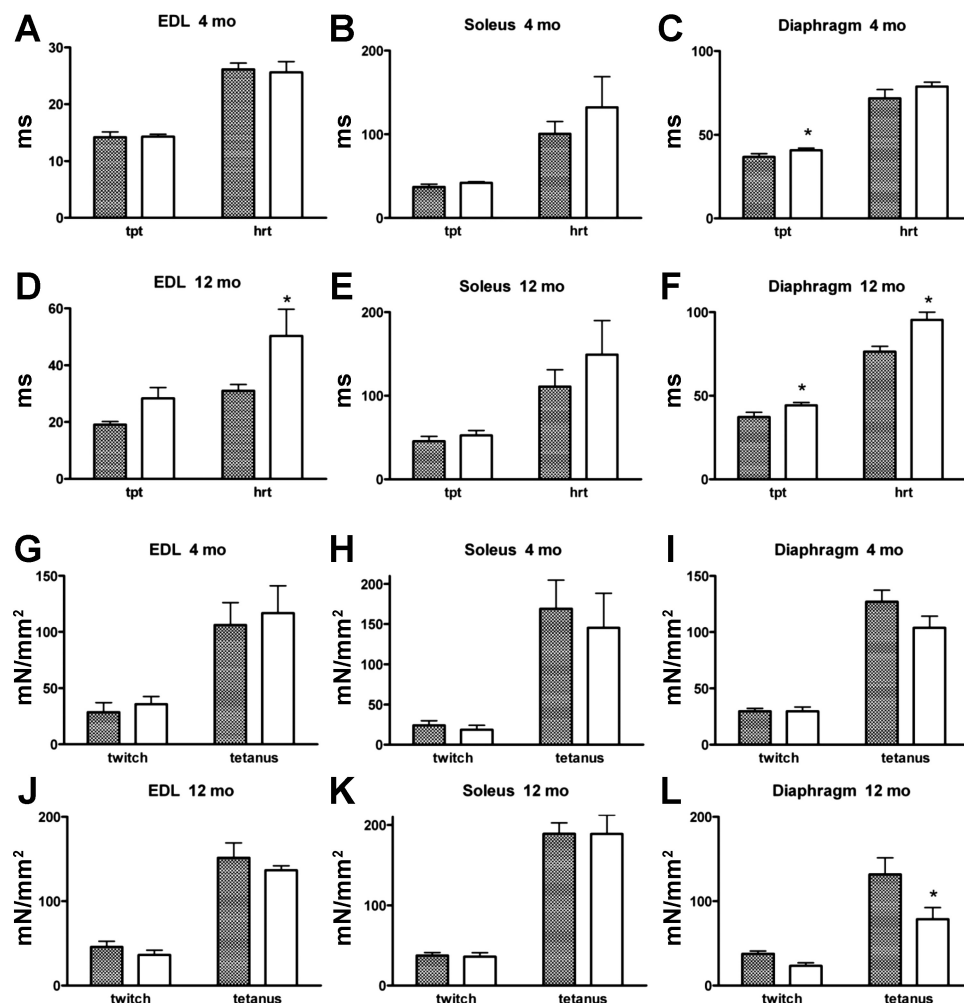 A
EDL 4 mo
ms
30
20
10
0
tpt
hrt
B
Soleus 4 mo
200
100
0
tpt
hrt
C
Diaphragm 4 mo
100
50
0
*
tpt
hrt
D
EDL 12 mo
ms
60
40
20
0
*
tpt
hrt
E
Soleus 12 mo
ms
200
100
0
tpt
hrt
F
Diaphragm 12 mo
ms
100
50
0
*
*
tpt
hrt
G
EDL 4 mo
mN/mm²
150
100
50
0
twitch
tetanus
H
Soleus 4 mo
mN/mm²
200
150
100
50
0
twitch
tetanus
I
Diaphragm 4 mo
mN/mm²
150
100
50
0
twitch
tetanus
J
EDL 12 mo
mN/mm²
200
100
0
twitch
tetanus
K
Soleus 12 mo
mN/mm²
200
100
0
twitch
tetanus
L
Diaphragm 12 mo
mN/mm²
200
100
0
*
twitch
tetanus